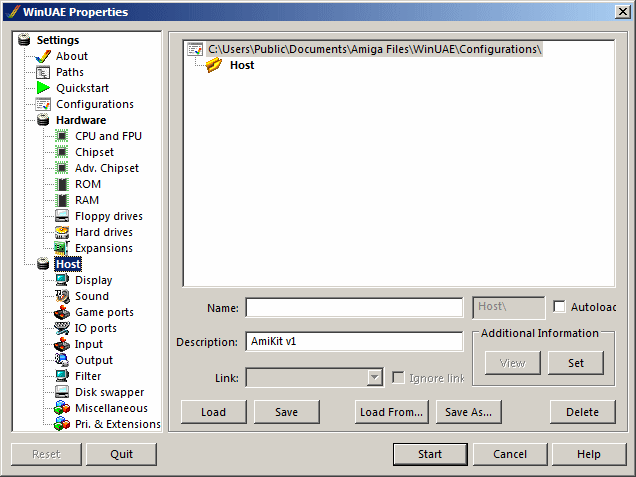 WinUAE Properties
Settings
About
Paths
Quickstart
Configurations
Hardware
CPU and FPU
Chipset
Adv. Chipset
ROM
RAM
Floppy drives
Hard drives
Expansions
Host
Display
Sound
Game ports
IO ports
Input
Output
Filter
Disk swapper
Miscellaneous
Pri. & Extensions
C:\Users\Public\Documents\Amiga Files\WinUAE\Configurations\
Host
Name:
Host\
Autoload
Description:
AmiKit v1
Additional Information
View
Set
Link:
Ignore link
Load
Save
Load From...
Save As...
Delete
Reset
Quit
Start
Cancel
Help